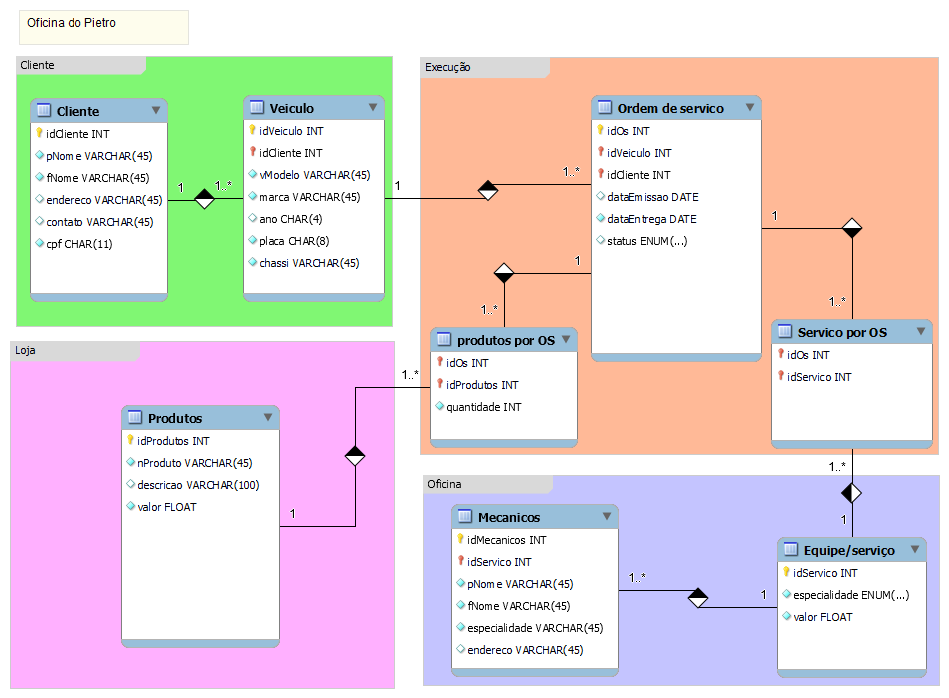 Oficina do Pietro
Cliente
Cliente
idCliente INT
pNome VARCHAR(45)
fNome VARCHAR(45)
endereco VARCHAR(45)
contato VARCHAR(45)
cpf CHAR(11)
1
1..*
Veiculo
idVeiculo INT
idCliente INT
vModelo VARCHAR(45)
marca VARCHAR(45)
ano CHAR(4)
placa CHAR(8)
chassi VARCHAR(45)
1
1..*
Execução
Ordem de servico
idOs INT
idVeiculo INT
idCliente INT
dataEmissao DATE
dataEntrega DATE
status ENUM(...)
1
1..*
1
1..*
produtos por OS
idOs INT
idProdutos INT
quantidade INT
Servico por OS
idOs INT
idServico INT
Loja
1..*
1
Produtos
idProdutos INT
nProduto VARCHAR(45)
descricao VARCHAR(100)
valor FLOAT
Oficina
1..*
1
Mecanicos
idMecanicos INT
idServico INT
pNome VARCHAR(45)
fNome VARCHAR(45)
especialidade VARCHAR(45)
endereco VARCHAR(45)
1..*
1
Equipe/serviço
idServico INT
especialidade ENUM(...)
valor FLOAT